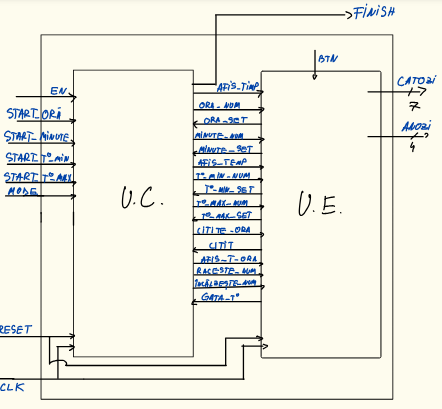 FINISH
BTN
EN
START_ORĂ
START_MINUTE
START_T°_MIN
START_T°_MAX
MODE
U.C.
AFIS_TIMP
ORA_NUM
ORA_SET
MINUTE_NUM
MINUTE_SET
AFIS_TEMP
T°_MIN_NUM
T°_MIN_SET
T°_MAX_NUM
T°_MAX_SET
CITITE_ORA
CITIT
AFIS_T_ORA
RACESTE_NUM
ÎNCĂLZEȘTE_NUM
GATA_T°
U.E.
CATOZI
7
ANOZI
4
RESET
CLK